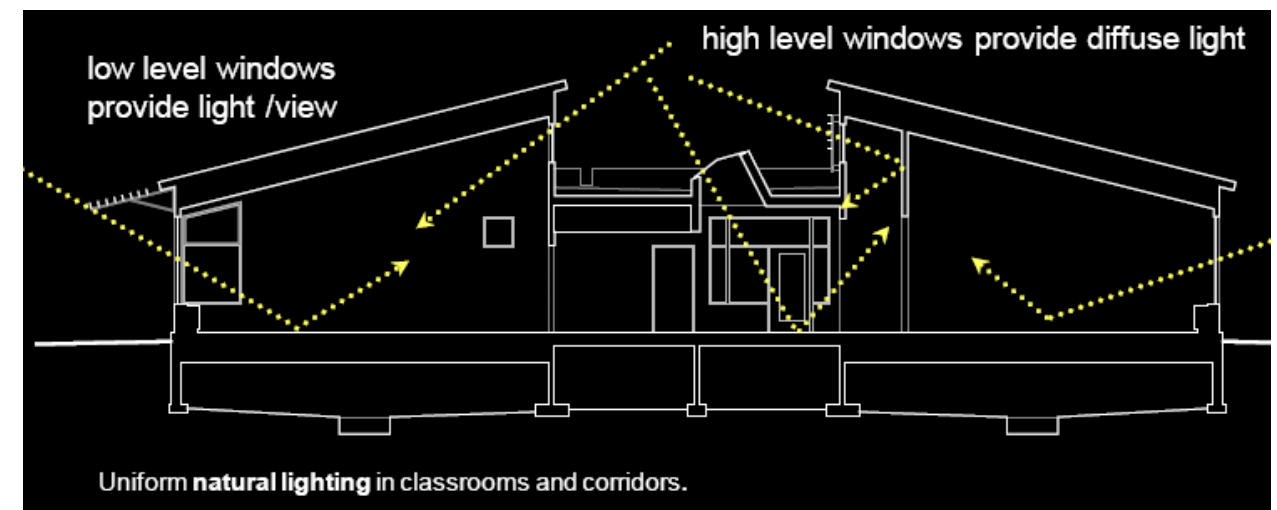 high level windows provide diffuse light
low level windows
provide light /view
Uniform natural lighting in classrooms and corridors.